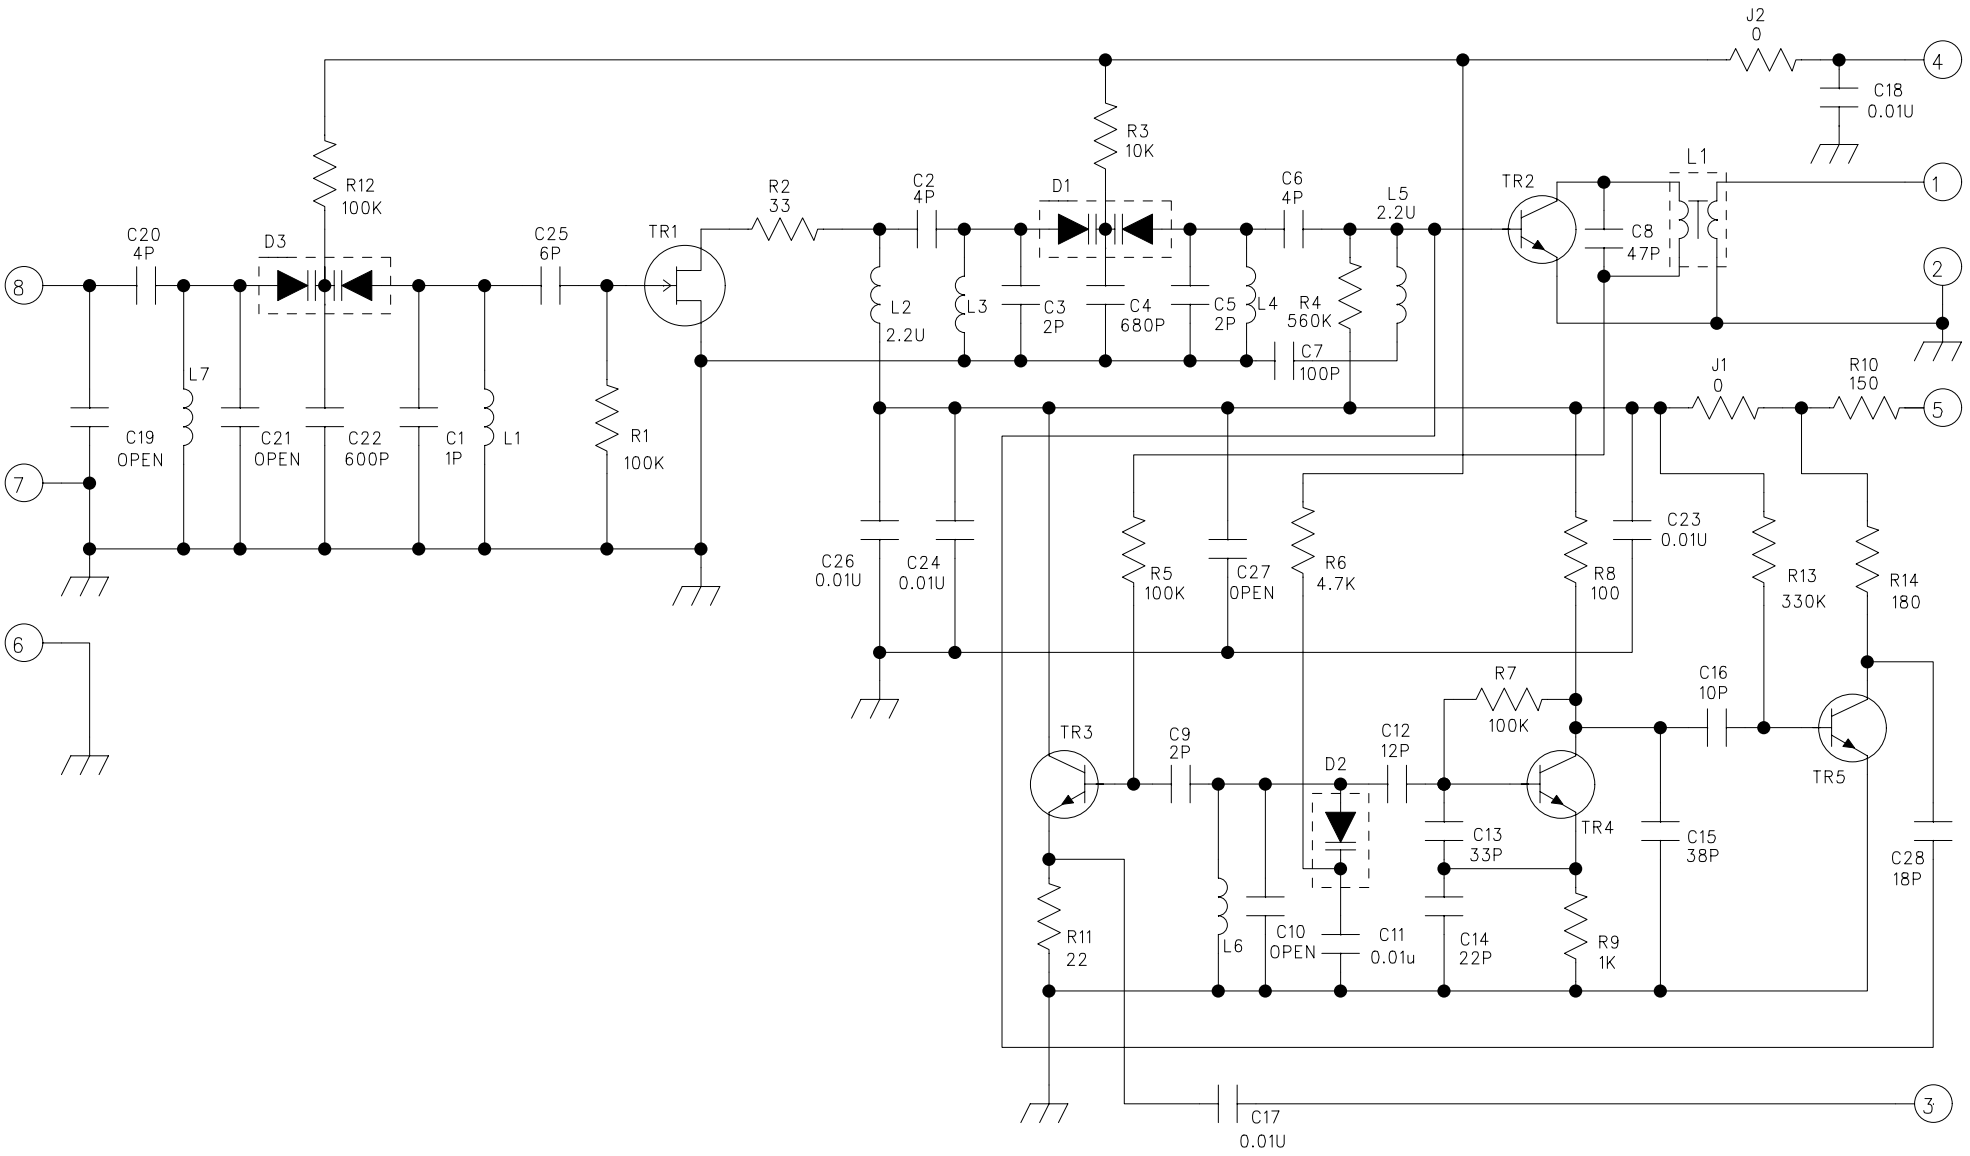 J2
0
4
C18
0.01U
R12
100K
R3
10K
L1
1
TR2
C8
47P
2
C20
4P
D3
C25
6P
TR1
R2
33
C2
4P
D1
C6
4P
L5
2.2U
8
L2
2.2U
L3
C3
2P
C4
680P
C5
2P
L4
R4
560K
C7
100P
J1
0
R10
150
5
L7
C19
OPEN
C21
OPEN
C22
600P
C1
1P
L1
R1
100K
7
C26
0.01U
C24
0.01U
R5
100K
C27
OPEN
R6
4.7K
R8
100
C23
0.01U
R13
330K
R14
180
6
TR3
C9
2P
D2
C12
12P
R7
100K
C16
10P
TR5
TR4
C13
33P
C15
38P
C28
18P
R11
22
L6
C10
OPEN
C11
0.01u
C14
22P
R9
1K
C17
0.01U
3